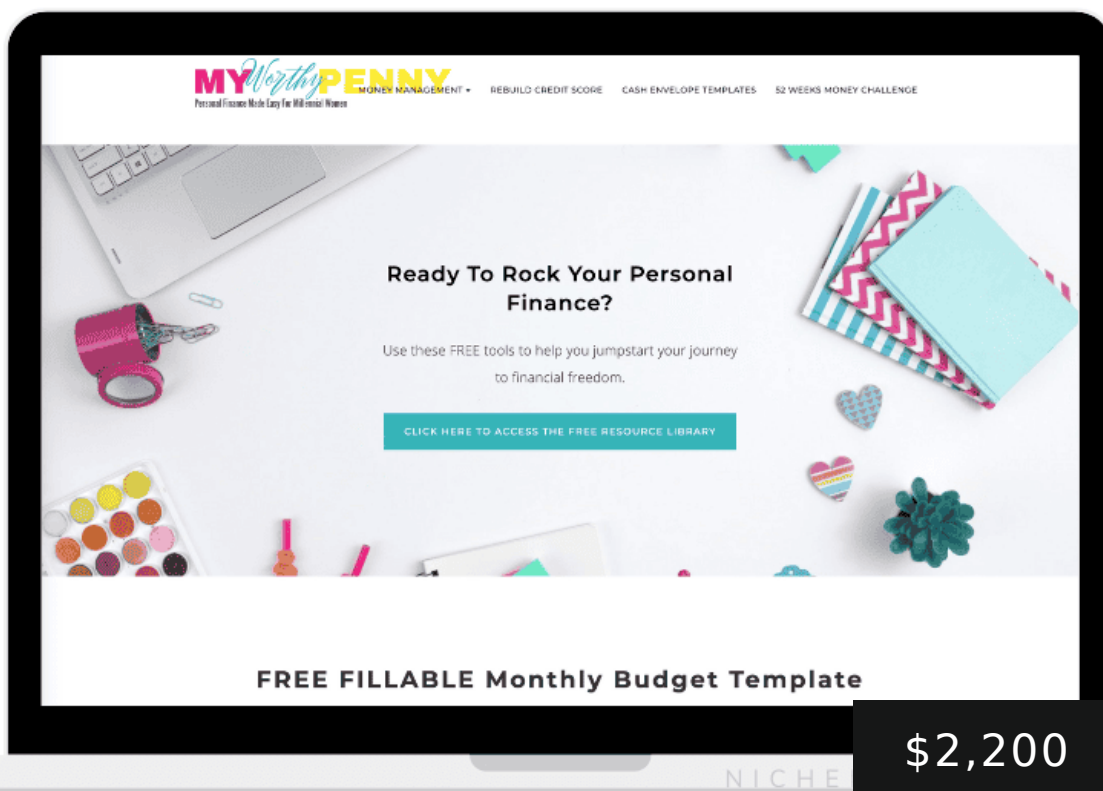 MY Worthy PENNY
Personal Finance Made Easy For Millennial Women
MONEY MANAGEMENT REBUILD CREDIT SCORE CASH ENVELOPE TEMPLATES 52 WEEKS MONEY CHALLENGE
Ready To Rock Your Personal
Finance?
Use these FREE tools to help you jumpstart your journey
to financial freedom.
CLICK HERE TO ACCESS THE FREE RESOURCE LIBRARY
FREE FILLABLE Monthly Budget Template
$2,200
NICHE